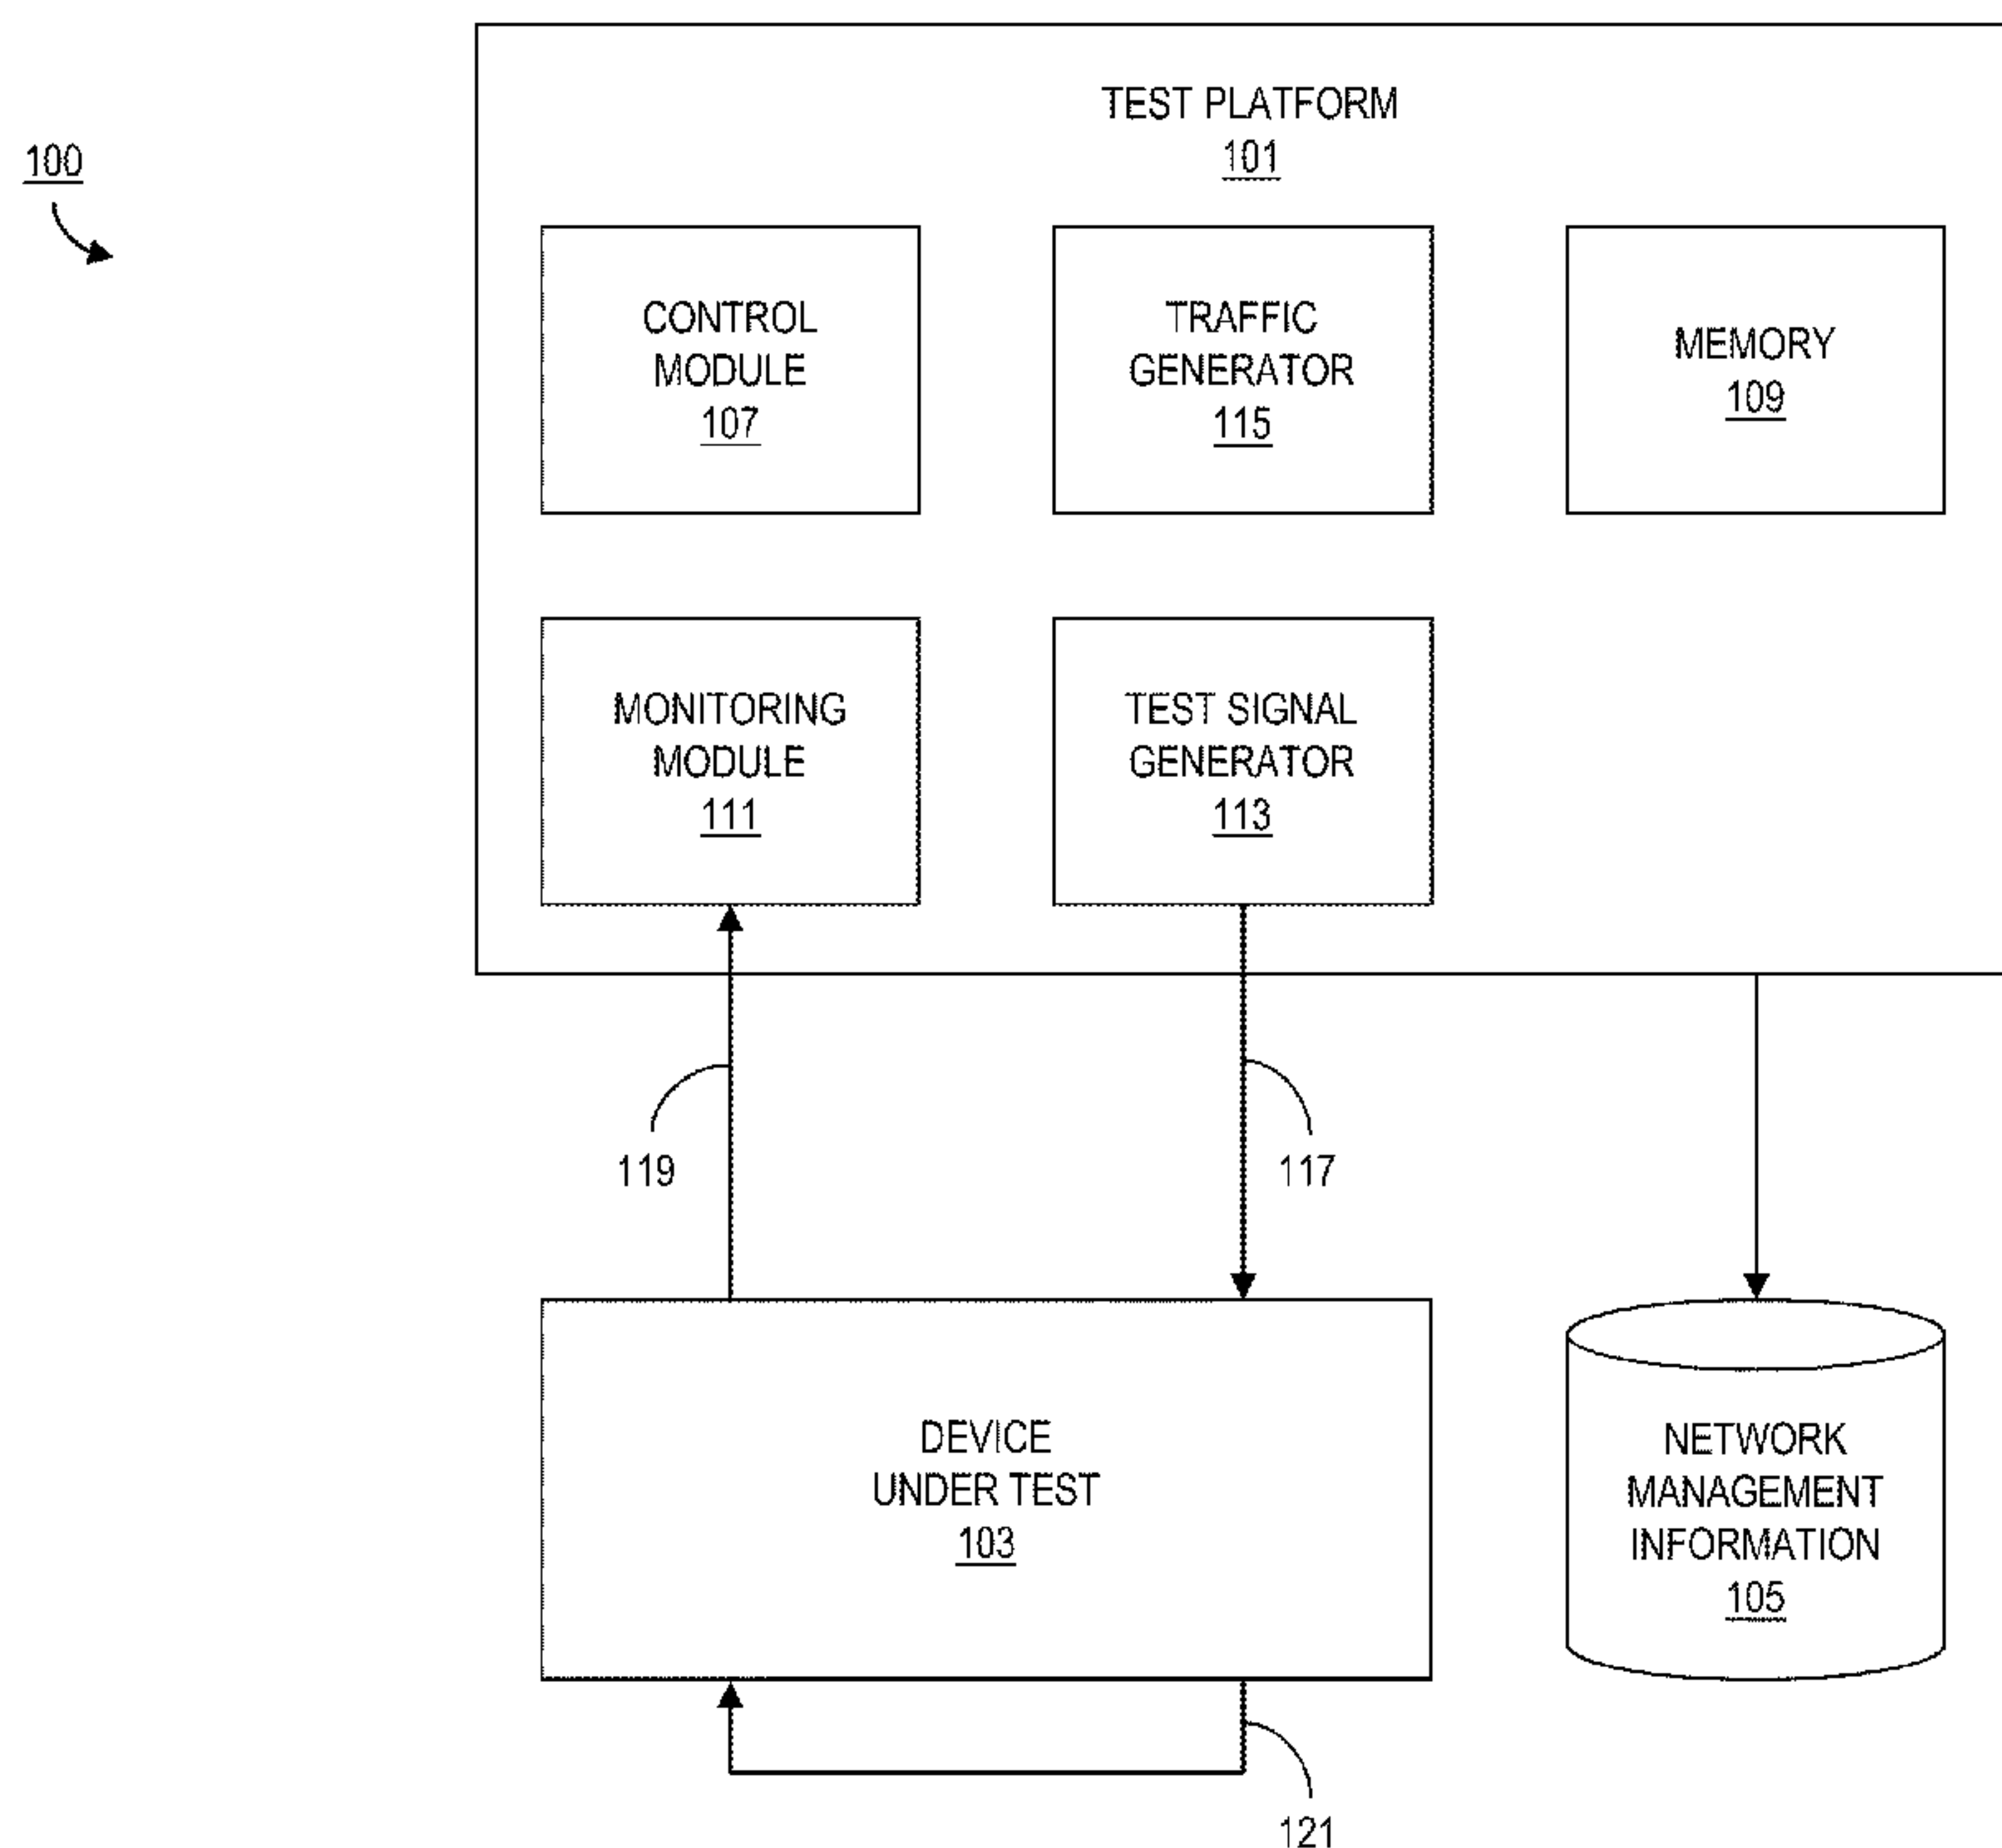 100
TEST PLATFORM
101
CONTROL
MODULE
107
TRAFFIC
GENERATOR
115
MEMORY
109
MONITORING
MODULE
111
TEST SIGNAL
GENERATOR
113
119
117
DEVICE
UNDER TEST
103
NETWORK
MANAGEMENT
INFORMATION
105
121